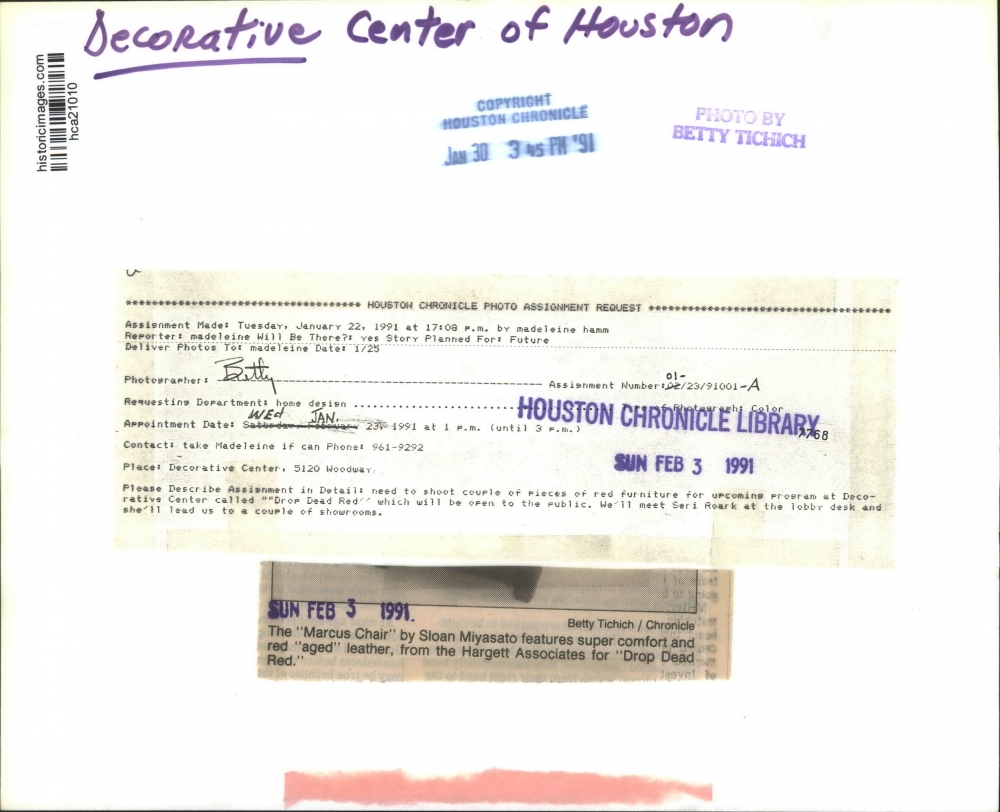 Decorative Center of Houston
historicimages.com
hca21010
COPYRIGHT
HOUSTON CHRONICLE
JAN 30 3 45 PM '91
PHOTO BY
BETTY TICHICH
HOUSTON CHRONICLE PHOTO ASSIGNMENT REQUEST
Assignment Made: Tuesday, January 22, 1991 at 17:08 p.m. by madeleine hamm
Reporter: madeleine Will Be There?: yes Story Planned For: Future
Deliver Photos To: madeleine Date: 1/25
Photographer: Betty Assignment Number: 02/23/91001-A
01-
Requesting Department: home design Type of Photograph: Color
WEd JAN.
Appointment Date: Saturday, February 23, 1991 at 1 p.m. (until 3 p.m.)
HOUSTON CHRONICLE LIBRARY
7768
Contact: take Madeleine if can Phone: 961-9292
SUN FEB 3 1991
Place: Decorative Center, 5120 Woodway,
Please Describe Assignment in Detail: need to shoot couple of pieces of red furniture for upcoming program at Deco-
rative Center called ""Drop Dead Red'' which will be open to the public. We'll meet Seri Roark at the lobby desk and
she'll lead us to a couple of showrooms.
SUN FEB 3 1991.
Betty Tichich / Chronicle
The "Marcus Chair" by Sloan Miyasato features super comfort and
red "aged" leather, from the Hargett Associates for "Drop Dead
Red."